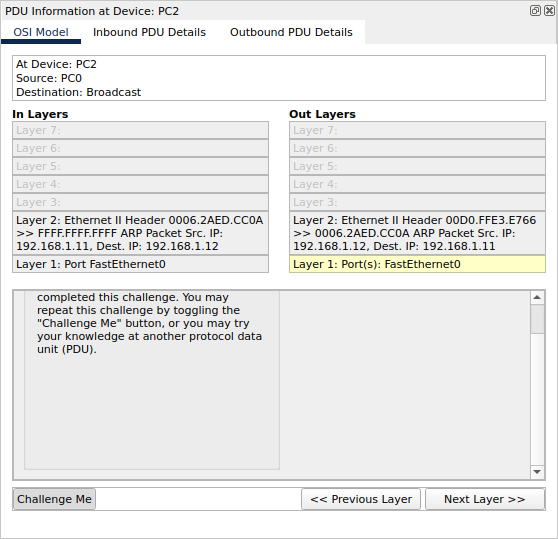 PDU Information at Device: PC2
OSI Model Inbound PDU Details Outbound PDU Details
At Device: PC2
Source: PC0
Destination: Broadcast
In Layers
Layer 7:
Layer 6:
Layer 5:
Layer 4:
Layer 3:
Layer 2: Ethernet II Header 0006.2AED.CC0A
>> FFFF.FFFF.FFFF ARP Packet Src. IP:
192.168.1.11, Dest. IP: 192.168.1.12
Layer 1: Port FastEthernet0
Out Layers
Layer 7:
Layer 6:
Layer 5:
Layer 4:
Layer 3:
Layer 2: Ethernet II Header 00D0.FFE3.E766
>> 0006.2AED.CC0A ARP Packet Src. IP:
192.168.1.12, Dest. IP: 192.168.1.11
Layer 1: Port(s): FastEthernet0
completed this challenge. You may
repeat this challenge by toggling the
"Challenge Me" button, or you may try
your knowledge at another protocol data
unit (PDU).
Challenge Me << Previous Layer Next Layer >>